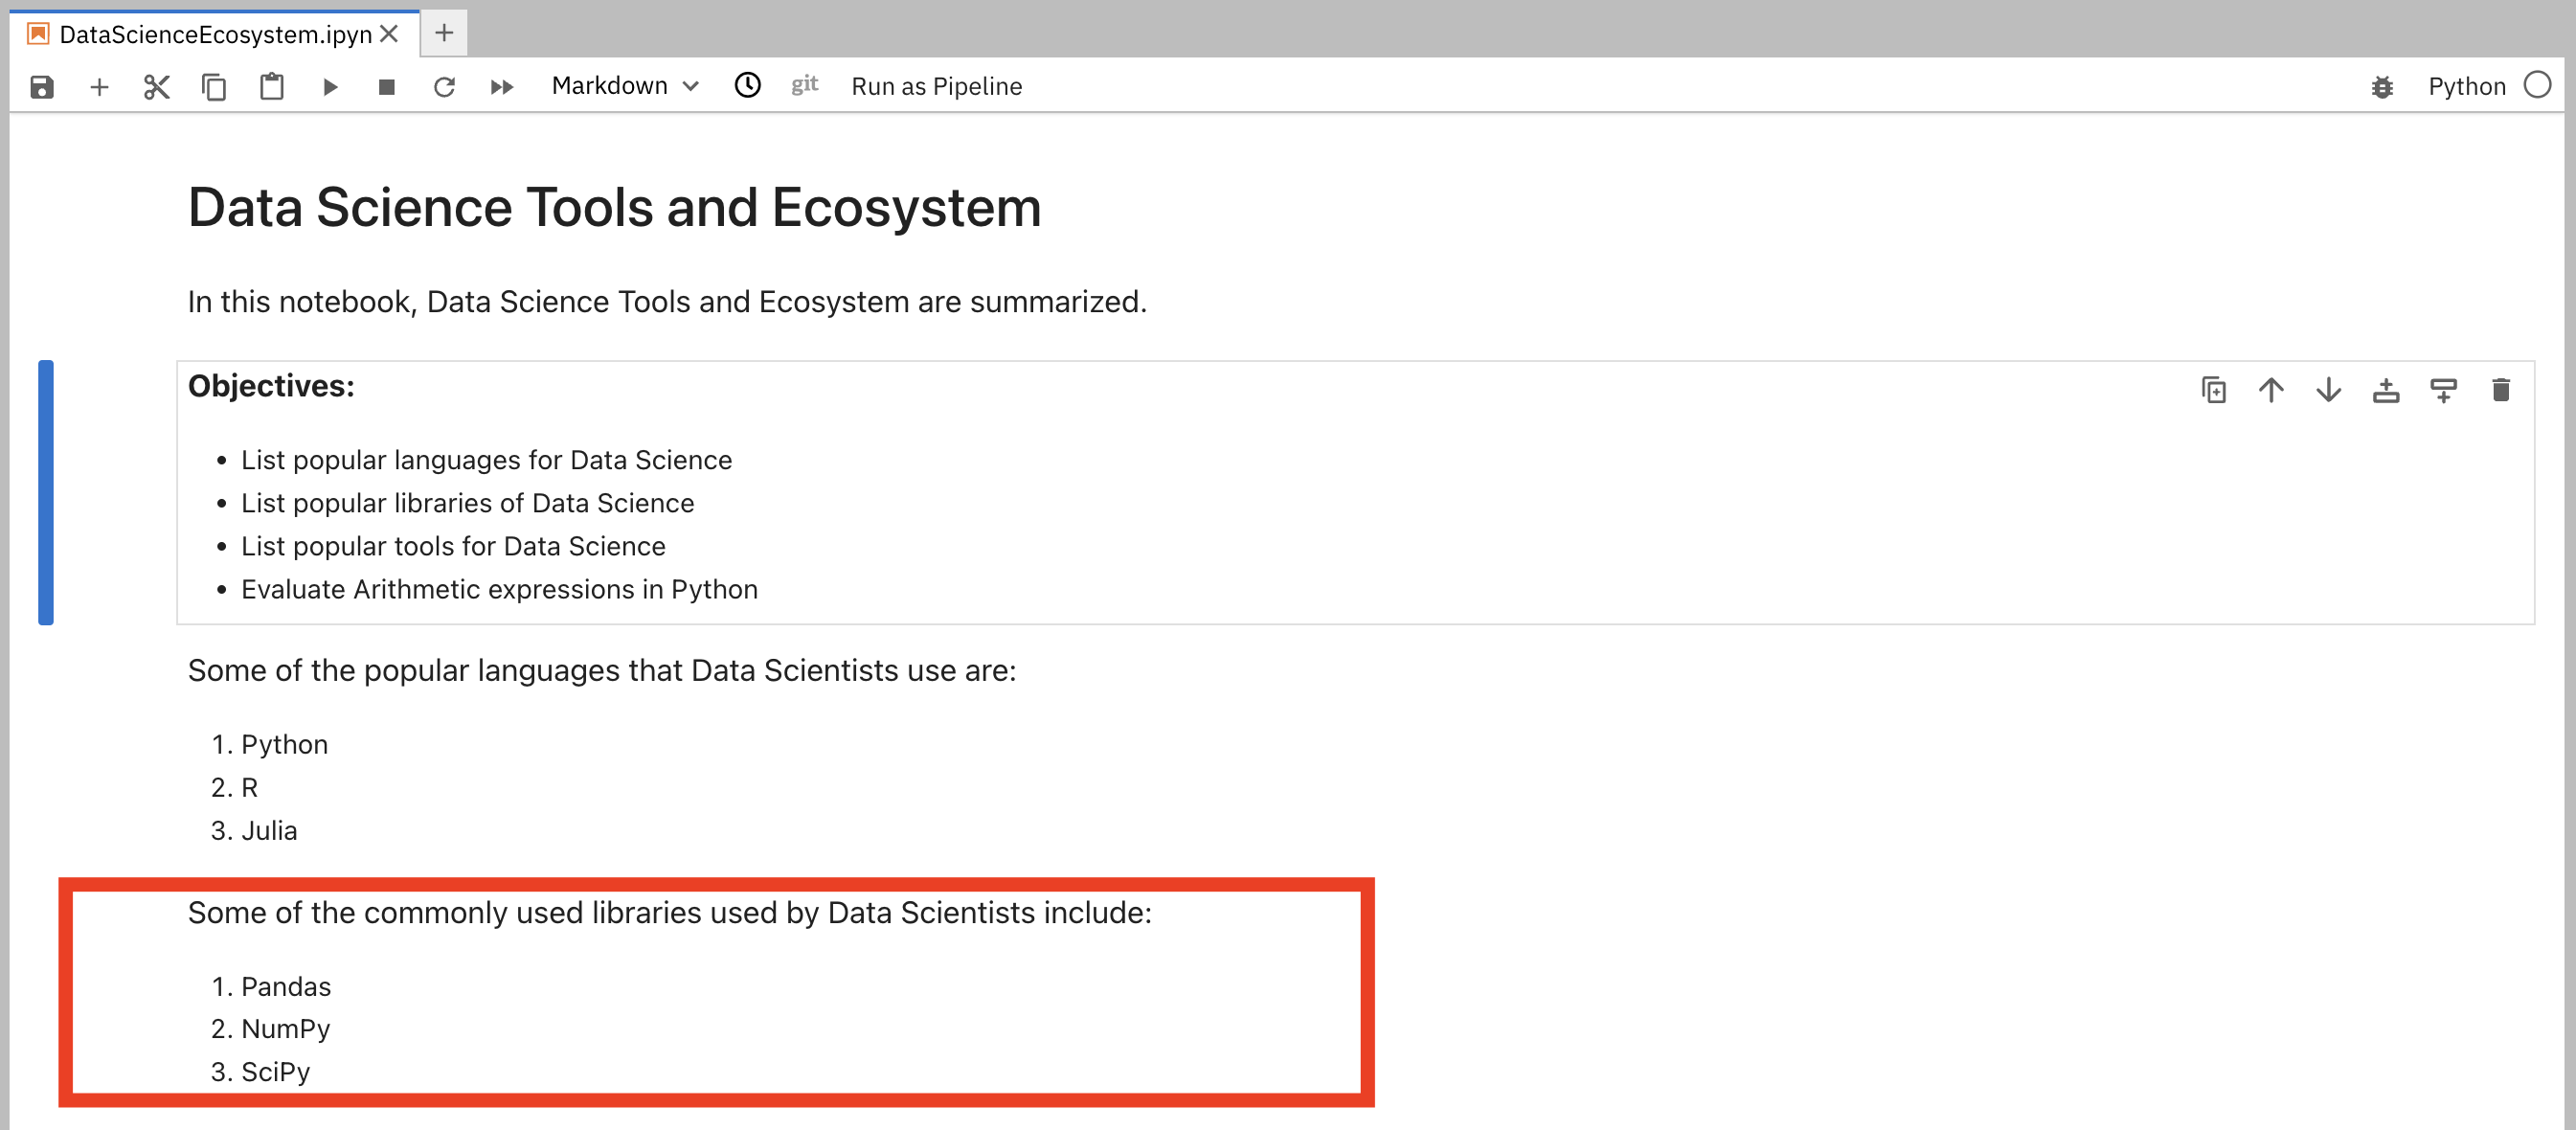 DataScienceEcosystem.ipyn
Markdown git Run as Pipeline Python
Data Science Tools and Ecosystem
In this notebook, Data Science Tools and Ecosystem are summarized.
Objectives:
• List popular languages for Data Science
• List popular libraries of Data Science
• List popular tools for Data Science
• Evaluate Arithmetic expressions in Python
Some of the popular languages that Data Scientists use are:
1. Python
2. R
3. Julia
Some of the commonly used libraries used by Data Scientists include:
1. Pandas
2. NumPy
3. SciPy